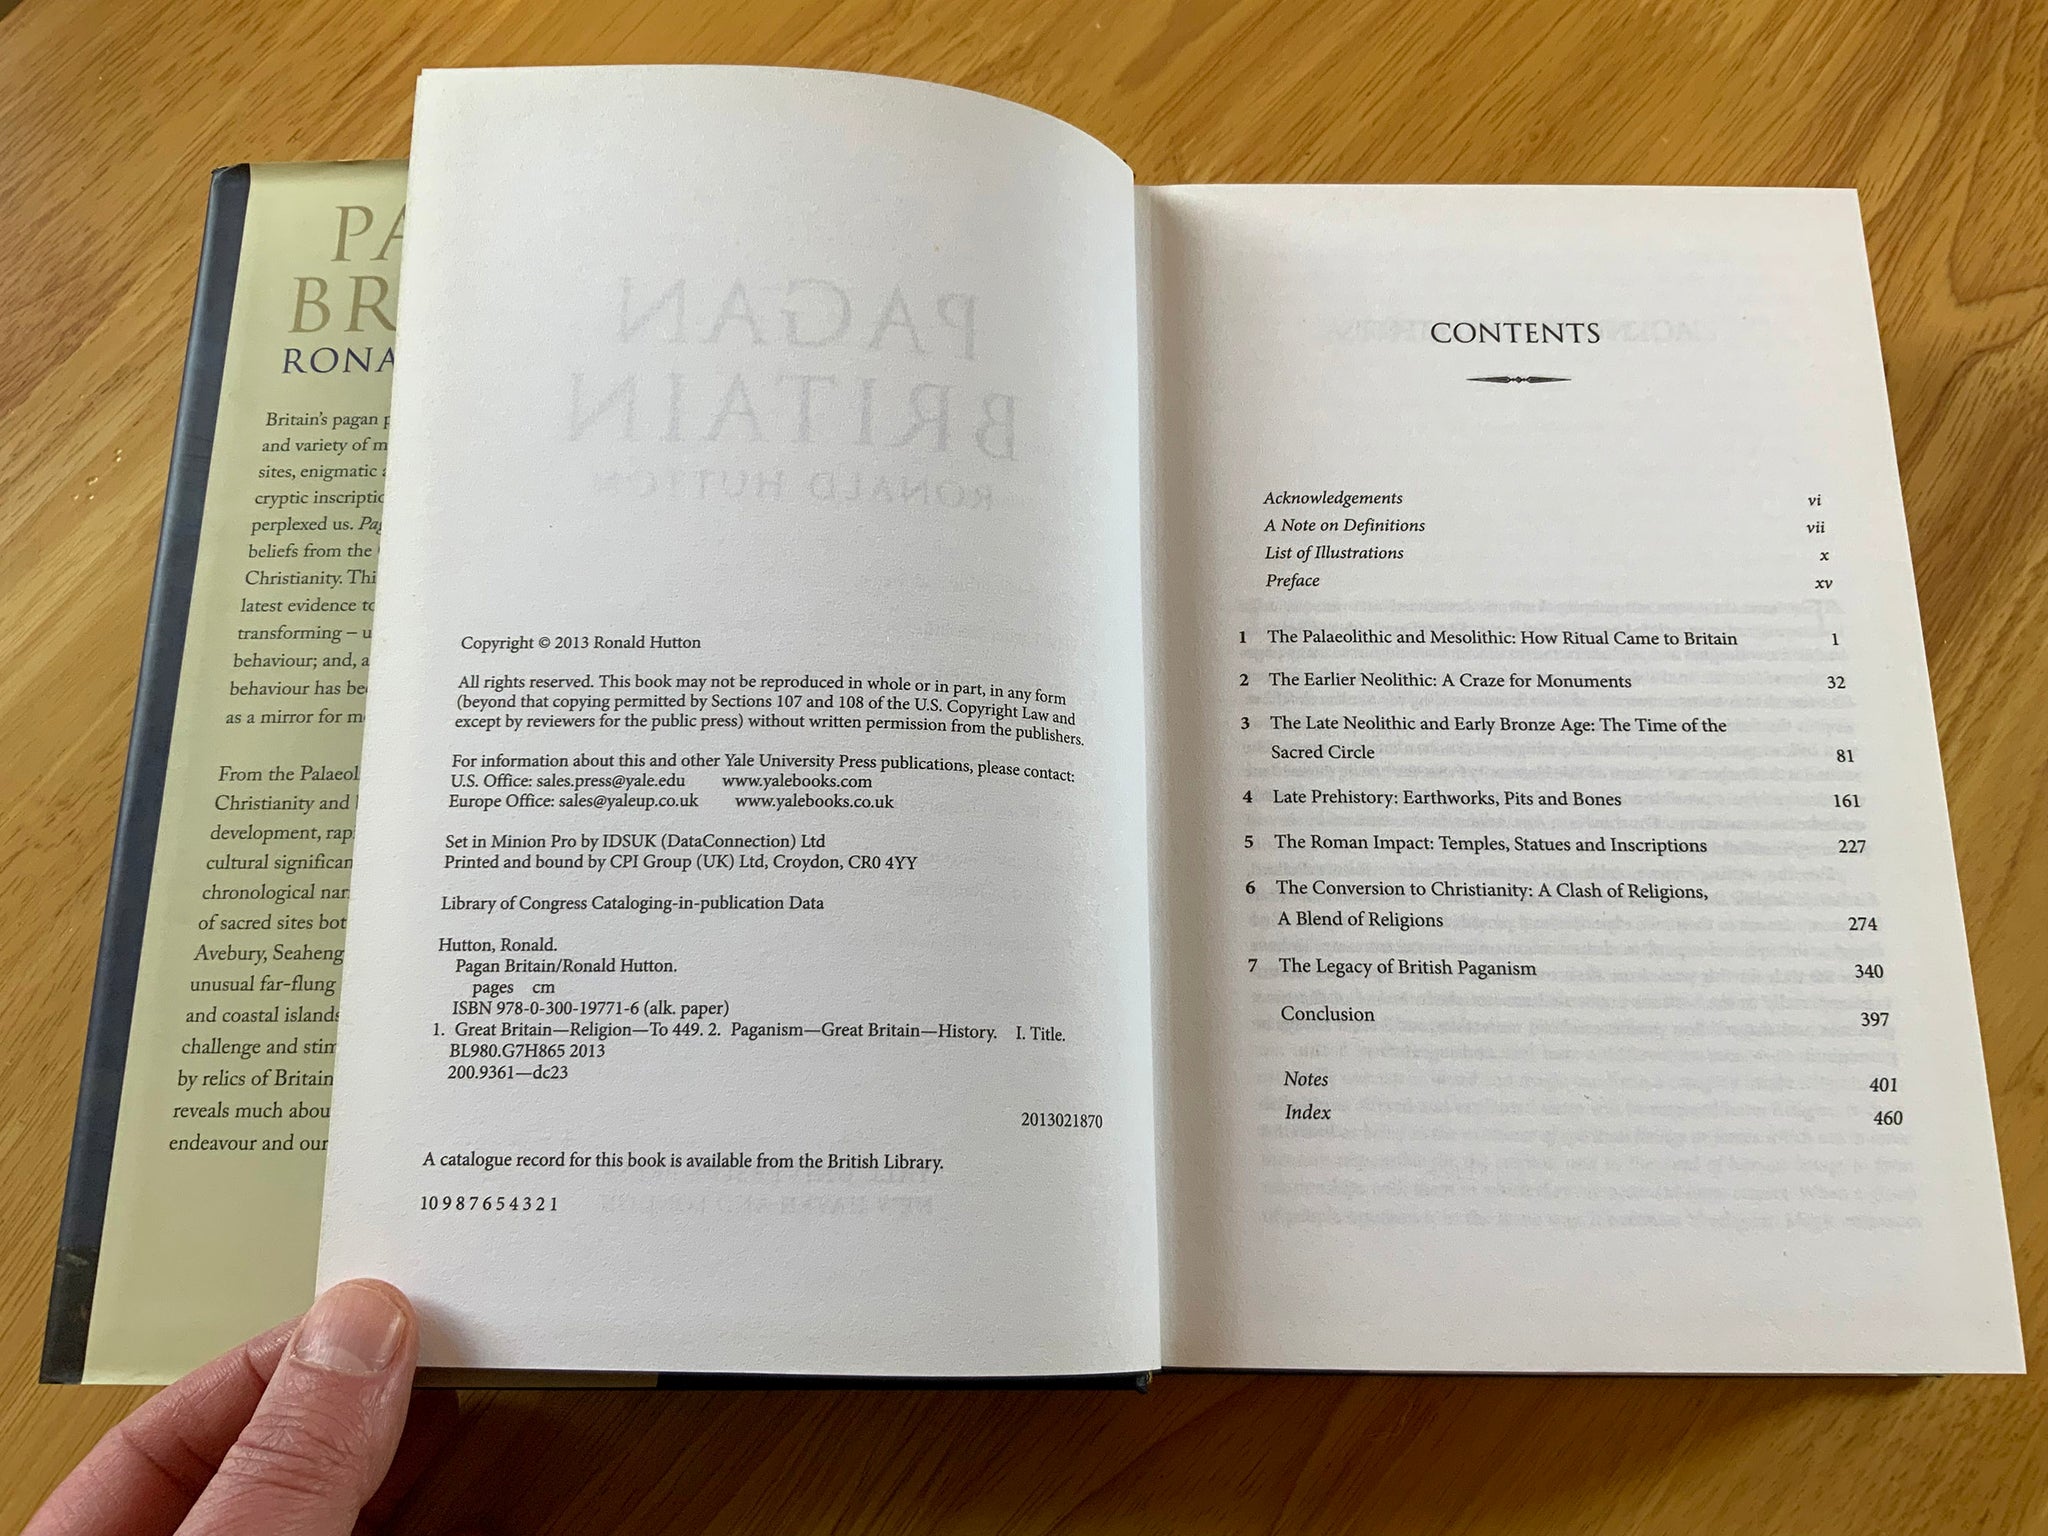 PA
BR
RONA
Britain's pagan p
and variety of m
sites, enigmatic a
cryptic inscriptio
perplexed us. Pag
beliefs from the
Christianity. Thi
latest evidence to
transforming – u
behaviour; and, a
behaviour has be
as a mirror for m
From the Palaeol
Christianity and
development, rap
cultural significan
chronological nar
of sacred sites bot
Avebury, Seaheng
unusual far-flung
and coastal islands
challenge and stim
by relics of Britain
reveals much abou
endeavour and our
PAGAN
BRITAIN
RONALD HUTTON
Copyright © 2013 Ronald Hutton
All rights reserved. This book may not be reproduced in whole or in part, in any form
(beyond that copying permitted by Sections 107 and 108 of the U.S. Copyright Law and
except by reviewers for the public press) without written permission from the publishers.
For information about this and other Yale University Press publications, please contact:
U.S. Office: sales.press@yale.edu www.yalebooks.com
Europe Office: sales@yaleup.co.uk www.yalebooks.co.uk
Set in Minion Pro by IDSUK (DataConnection) Ltd
Printed and bound by CPI Group (UK) Ltd, Croydon, CR0 4YY
Library of Congress Cataloging-in-publication Data
Hutton, Ronald.
Pagan Britain/Ronald Hutton.
pages cm
ISBN 978-0-300-19771-6 (alk. paper)
1. Great Britain—Religion—To 449. 2. Paganism—Great Britain—History. I. Title.
BL980.G7H865 2013
200.9361—dc23
2013021870
A catalogue record for this book is available from the British Library.
10 9 8 7 6 5 4 3 2 1
CONTENTS
Acknowledgements vi
A Note on Definitions vii
List of Illustrations x
Preface xv
1 The Palaeolithic and Mesolithic: How Ritual Came to Britain 1
2 The Earlier Neolithic: A Craze for Monuments 32
3 The Late Neolithic and Early Bronze Age: The Time of the
Sacred Circle 81
4 Late Prehistory: Earthworks, Pits and Bones 161
5 The Roman Impact: Temples, Statues and Inscriptions 227
6 The Conversion to Christianity: A Clash of Religions,
A Blend of Religions 274
7 The Legacy of British Paganism 340
Conclusion 397
Notes 401
Index 460